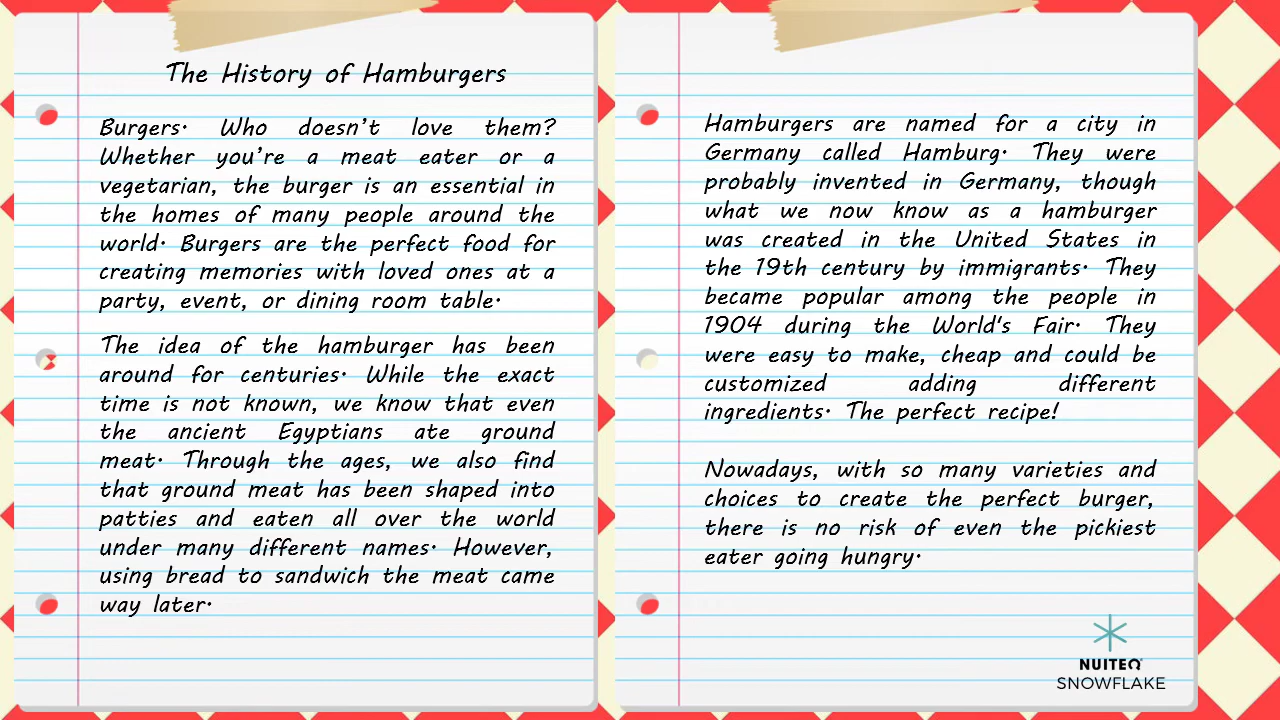 The History of Hamburgers
Burgers. Who doesn't love them?
Whether you're a meat eater or a
vegetarian, the burger is an essential in
the homes of many people around the
world. Burgers are the perfect food for
creating memories with loved ones at a
party, event, or dining room table.
The idea of the hamburger has been
around for centuries. While the exact
time is not known, we know that even
the ancient Egyptians ate ground
meat. Through the ages, we also find
that ground meat has been shaped into
patties and eaten all over the world
under many different names. However,
using bread to sandwich the meat came
way later.
Hamburgers are named for a city in
Germany called Hamburg. They were
probably invented in Germany, though
what we now know as a hamburger
was created in the United States in
the 19th century by immigrants. They
became popular among the people in
1904 during the World's Fair. They
were easy to make, cheap and could be
customized adding different
ingredients. The perfect recipe!
Nowadays, with so many varieties and
choices to create the perfect burger,
there is no risk of even the pickiest
eater going hungry.
NUITEQ
SNOWFLAKE